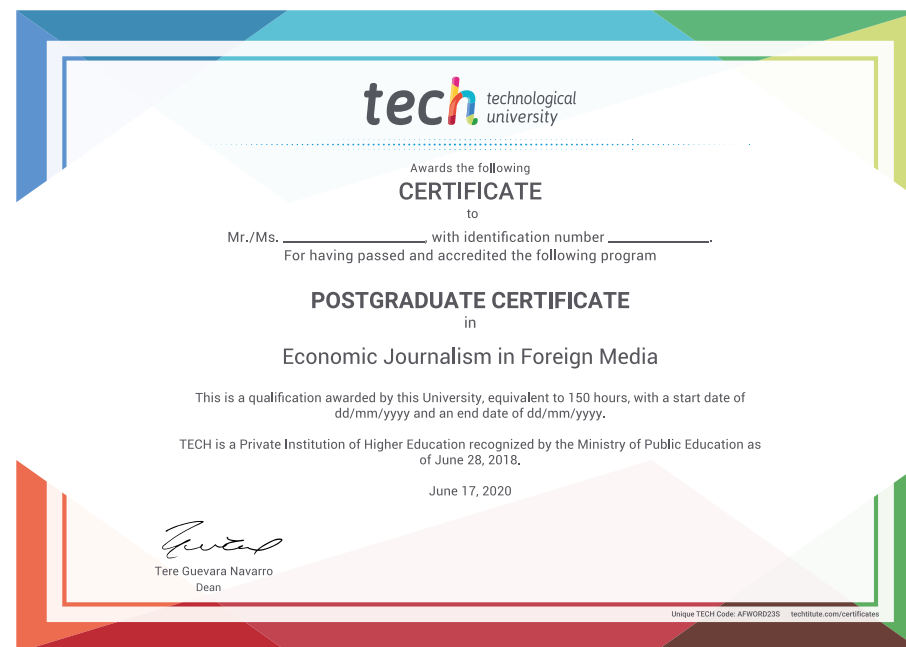 tech technological
university
Awards the following
CERTIFICATE
to
Mr./Ms. ____________, with identification number ____________.
For having passed and accredited the following program
POSTGRADUATE CERTIFICATE
in
Economic Journalism in Foreign Media
This is a qualification awarded by this University, equivalent to 150 hours, with a start date of
dd/mm/yyyy and an end date of dd/mm/yyyy.
TECH is a Private Institution of Higher Education recognized by the Ministry of Public Education as
of June 28, 2018.
June 17, 2020
Tere Guevara Navarro
Dean
Unique TECH Code: AFWORD23S techtitute.com/certificates